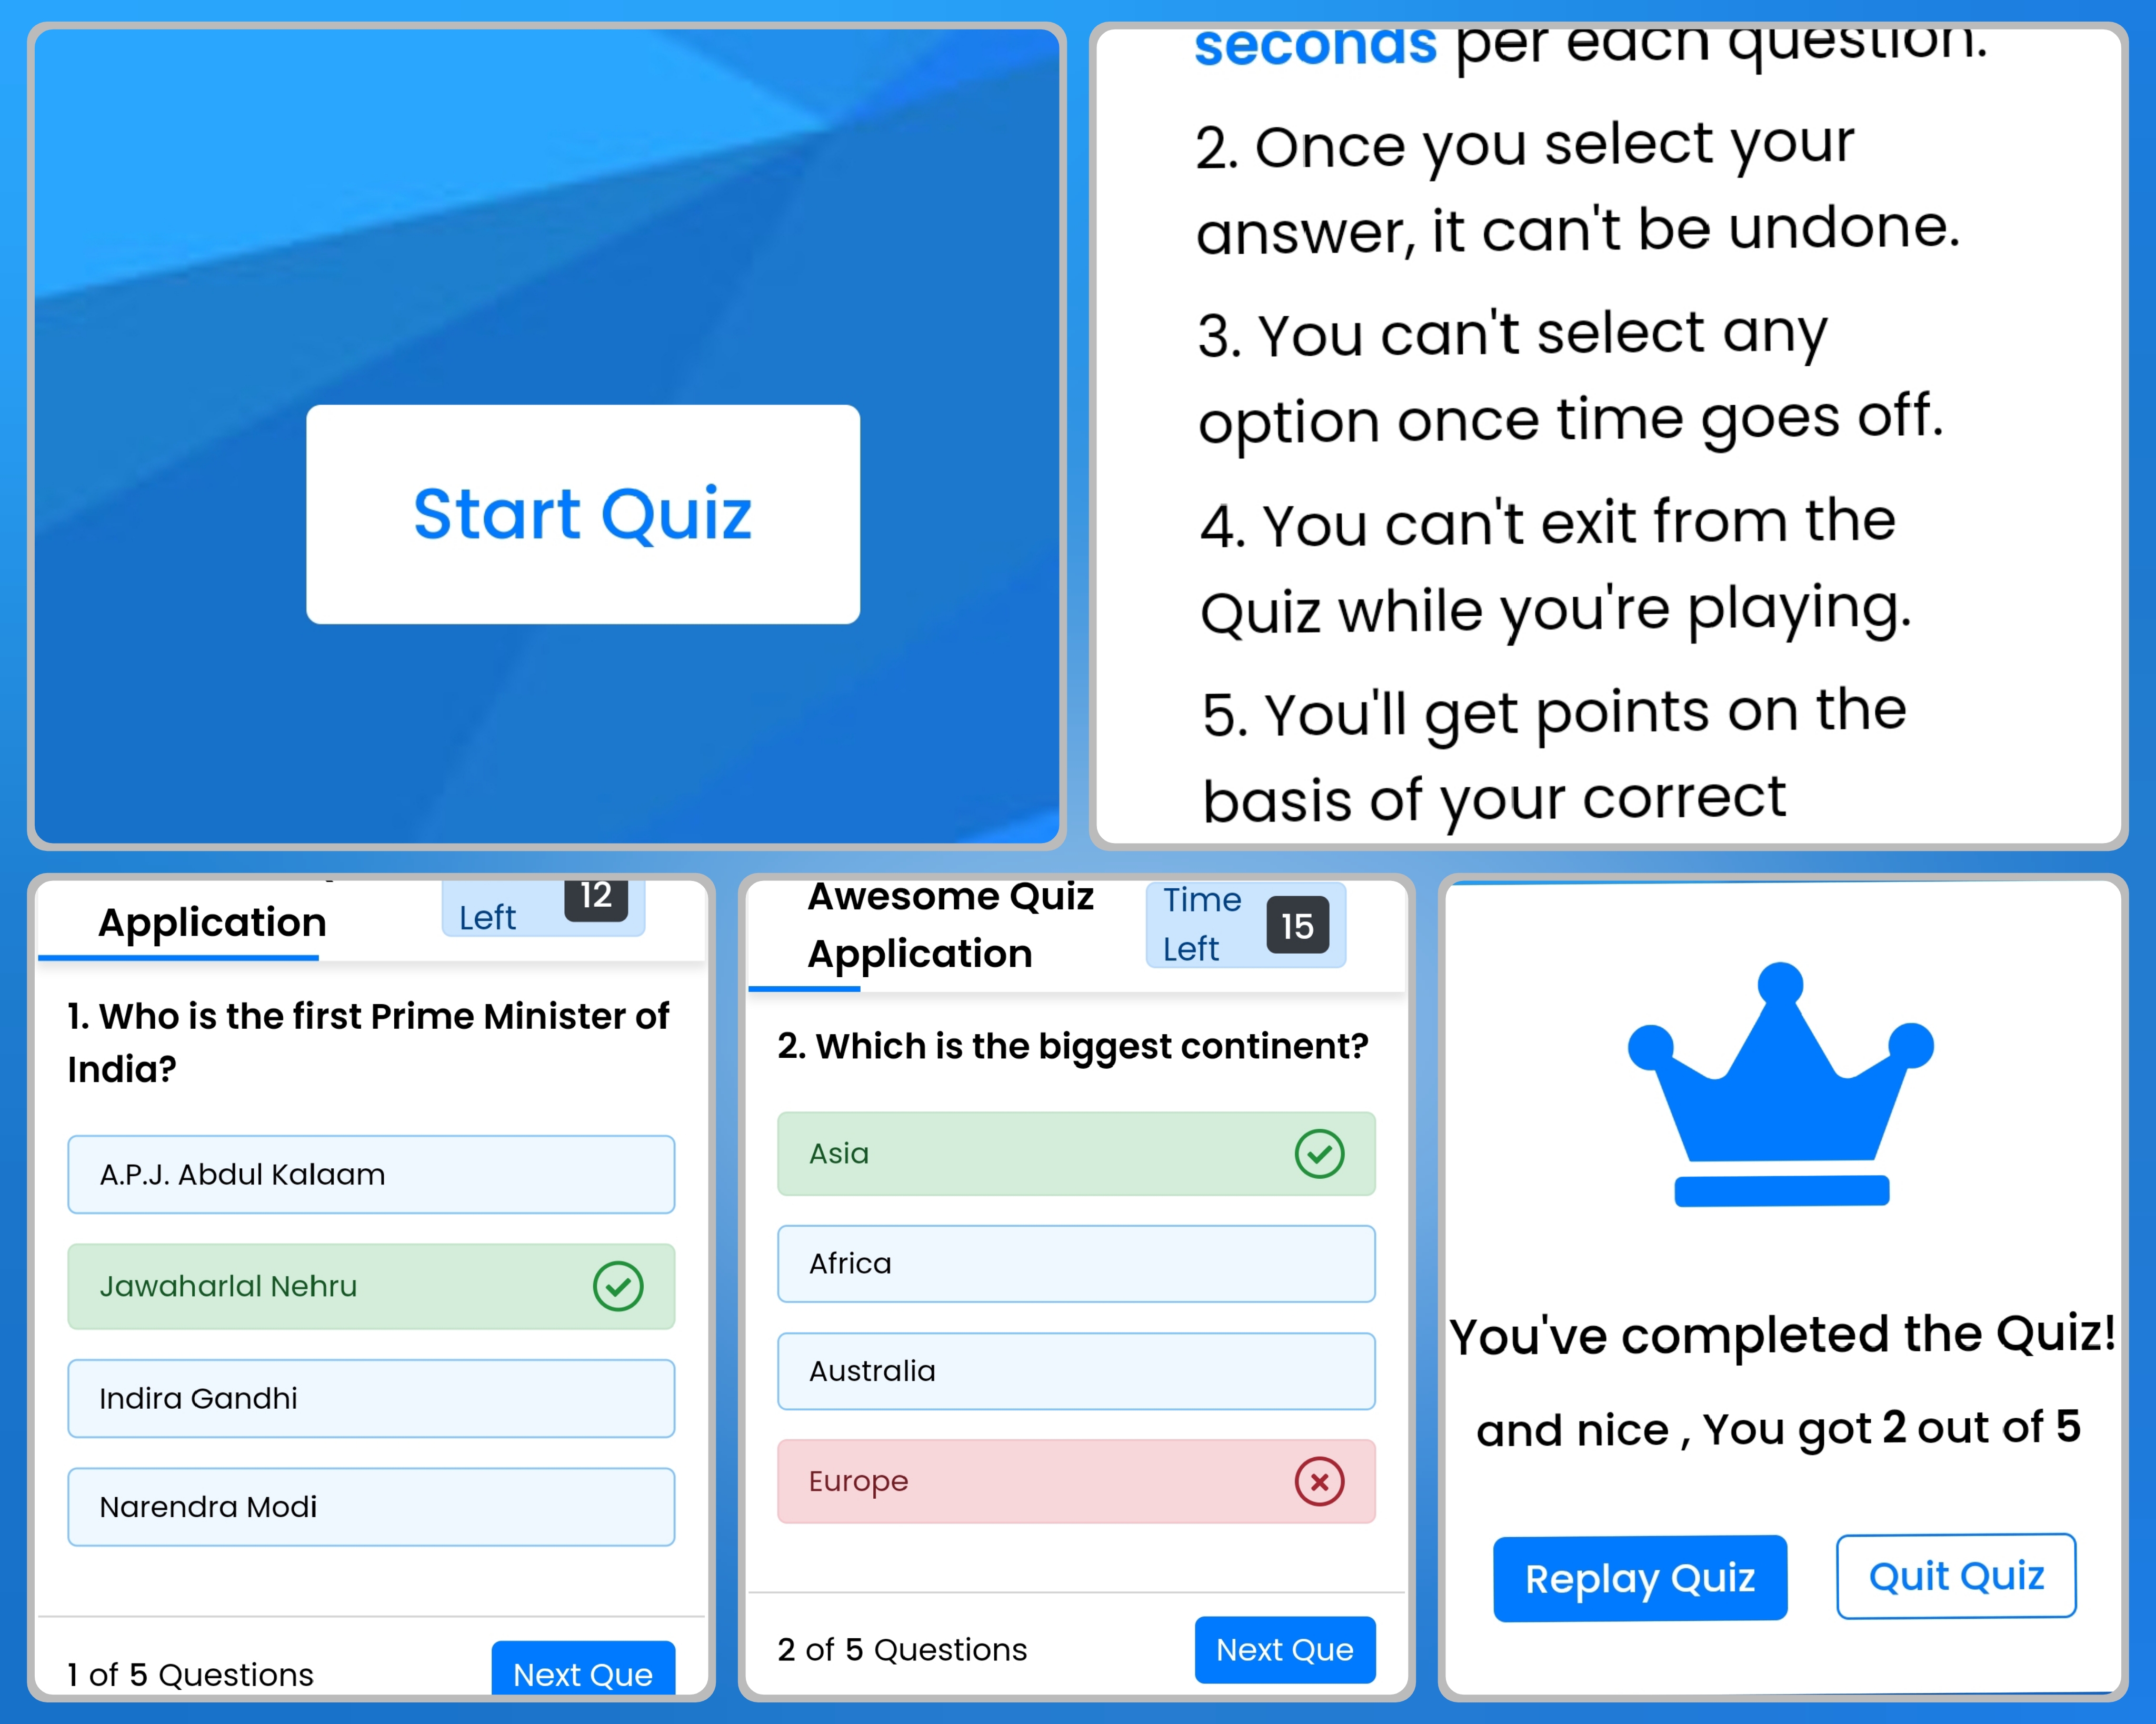 Start Quiz
seconds per each question.
2. Once you select your
answer, it can't be undone.
3. You can't select any
option once time goes off.
4. You can't exit from the
Quiz while you're playing.
5. You'll get points on the
basis of your correct
Application
Left 12
1. Who is the first Prime Minister of
India?
A.P.J. Abdul Kalaam
Jawaharlal Nehru
Indira Gandhi
Narendra Modi
1 of 5 Questions
Next Que
Awesome Quiz
Application
Time
Left
15
2. Which is the biggest continent?
Asia
Africa
Australia
Europe
2 of 5 Questions
Next Que
You've completed the Quiz!
and nice , You got 2 out of 5
Replay Quiz
Quit Quiz